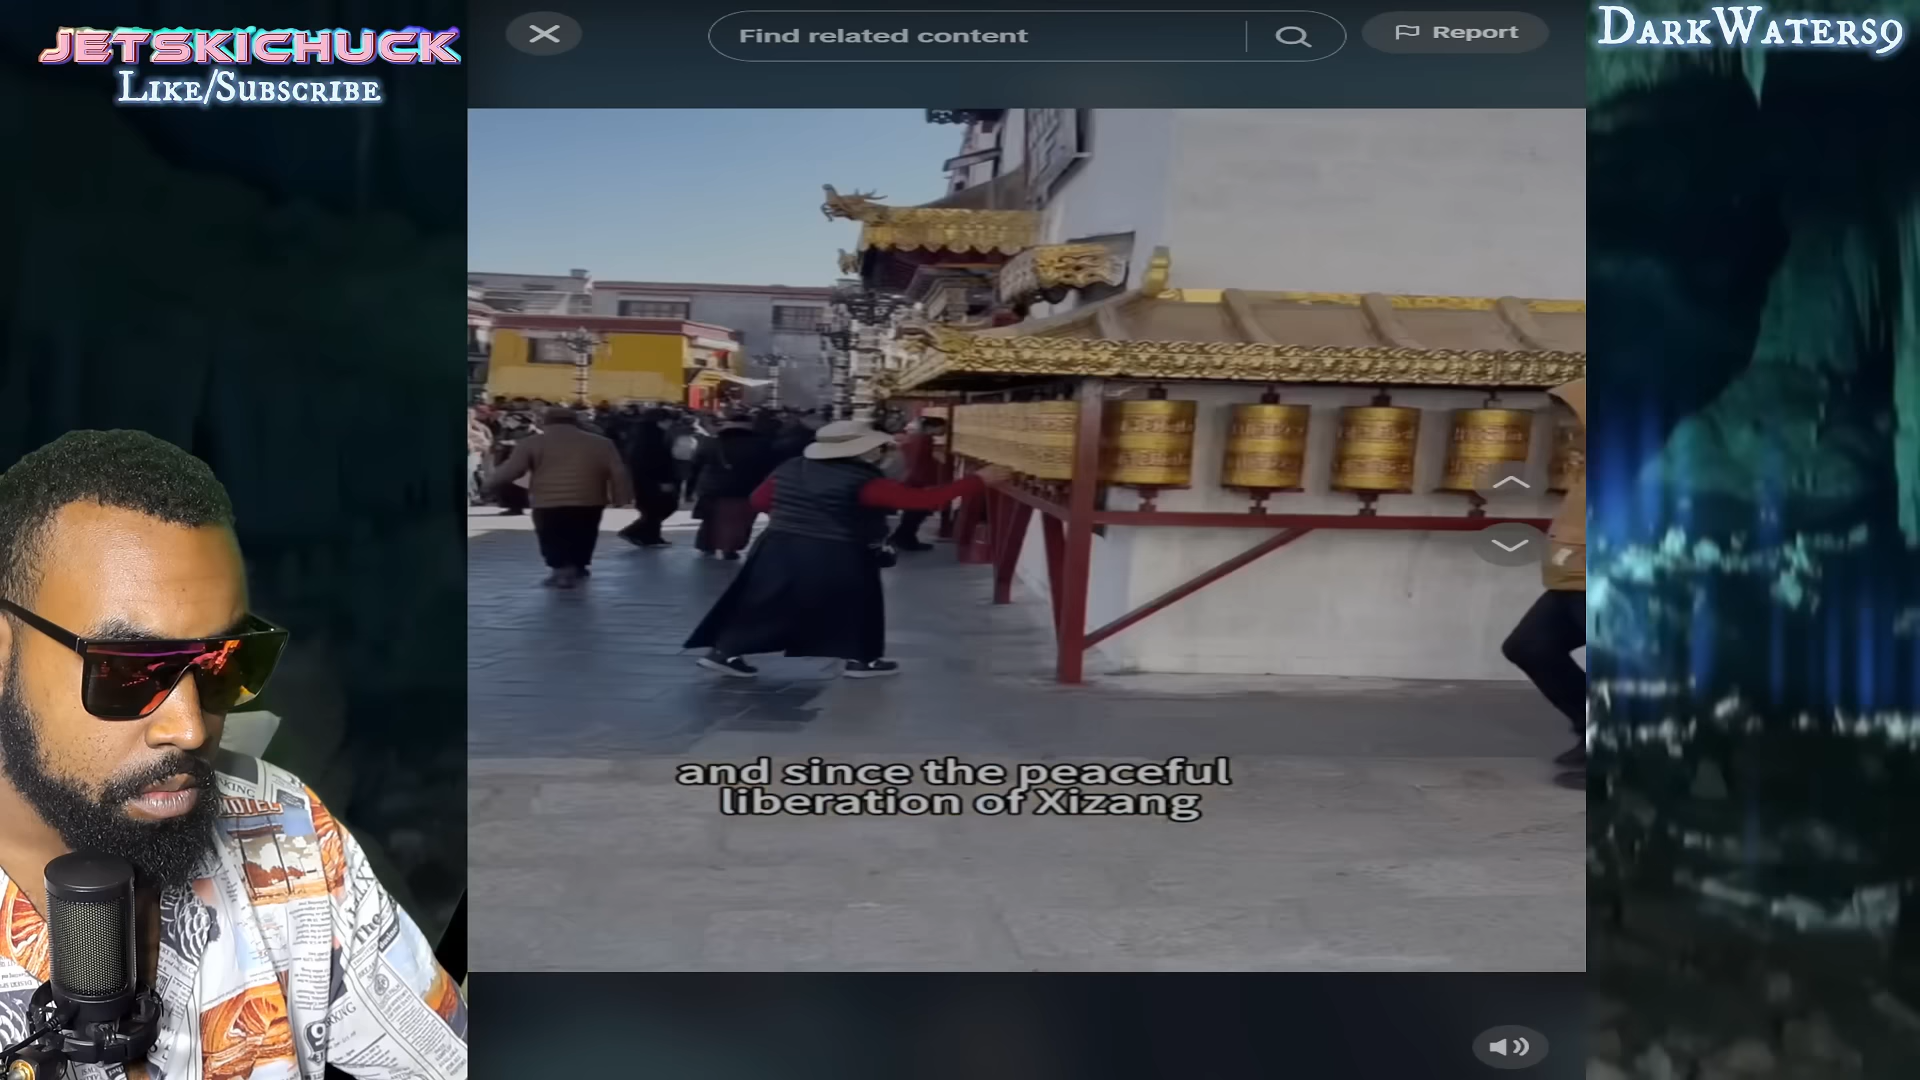 JETSKICHUCK
LIKE/SUBSCRIBE
Find related content
Report
DARKWATERS9
and since the peaceful
liberation of Xizang